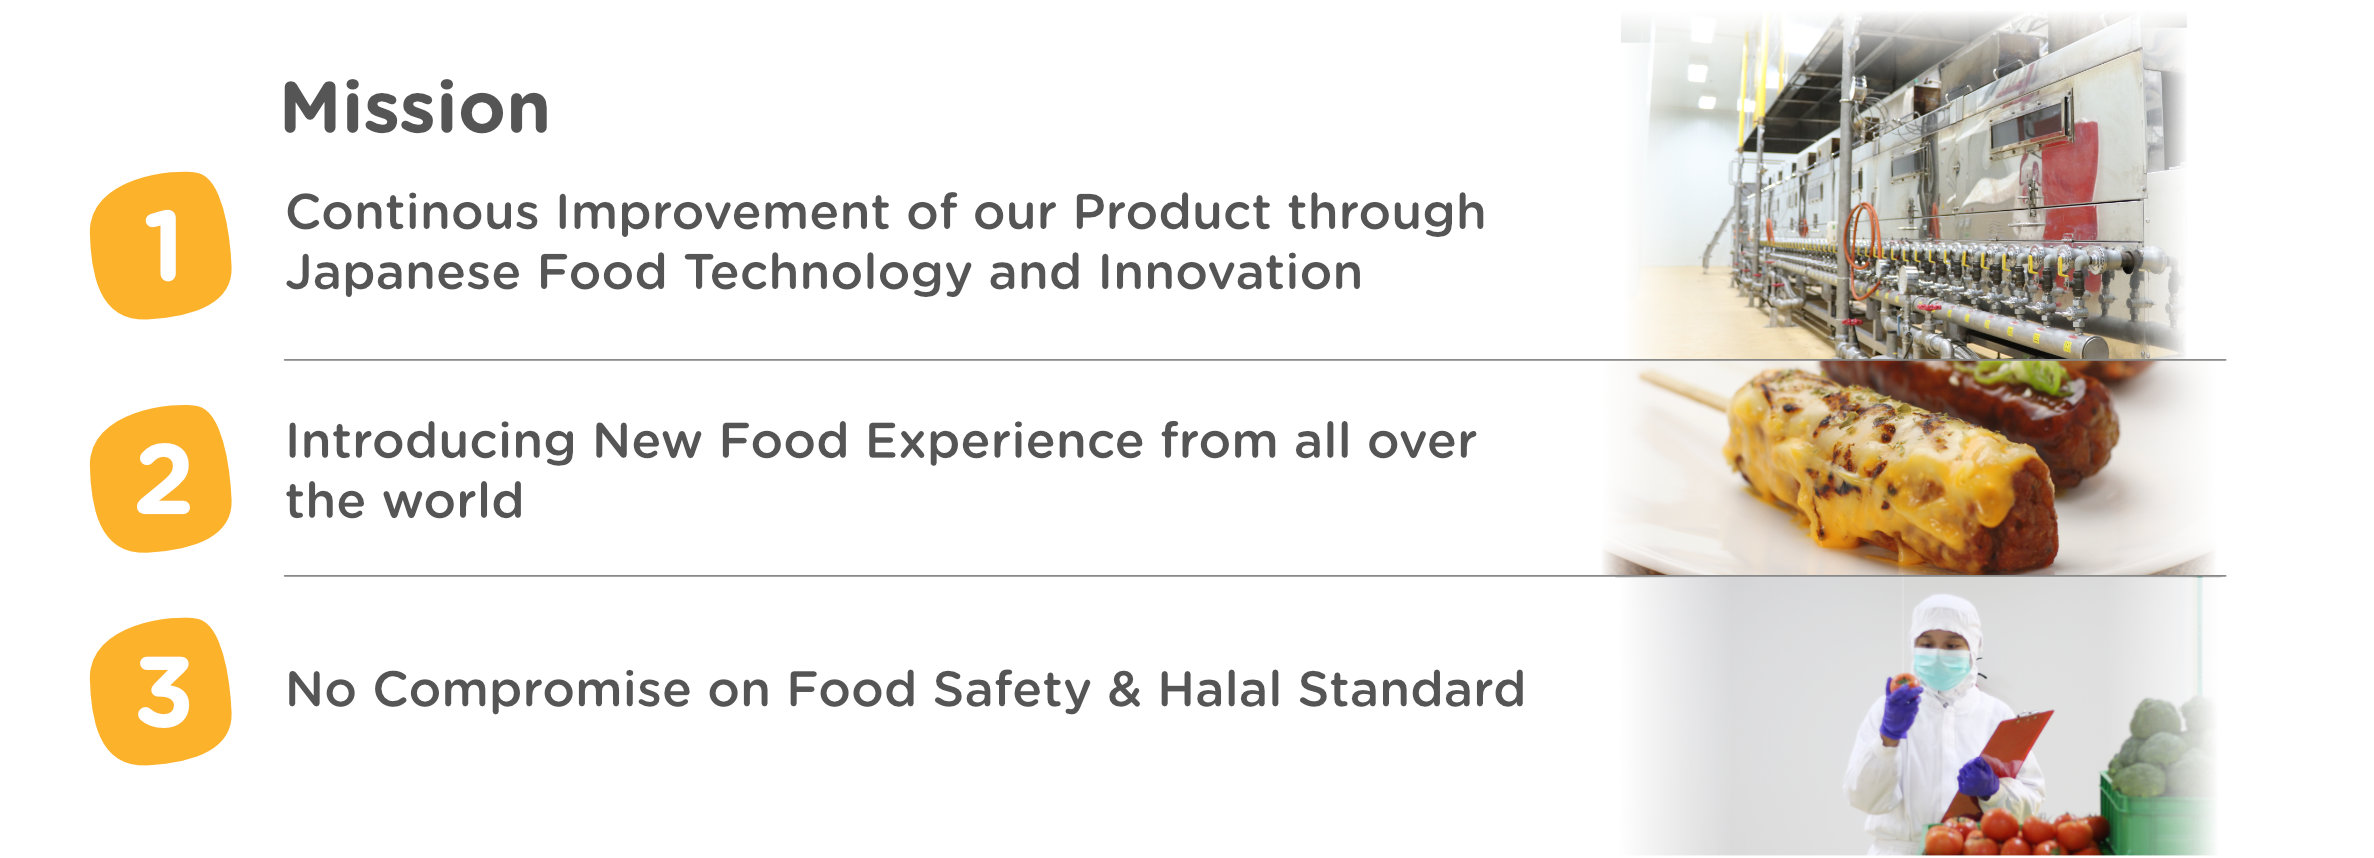 Mission
1
Continous Improvement of our Product through
Japanese Food Technology and Innovation
2
Introducing New Food Experience from all over
the world
3
No Compromise on Food Safety & Halal Standard